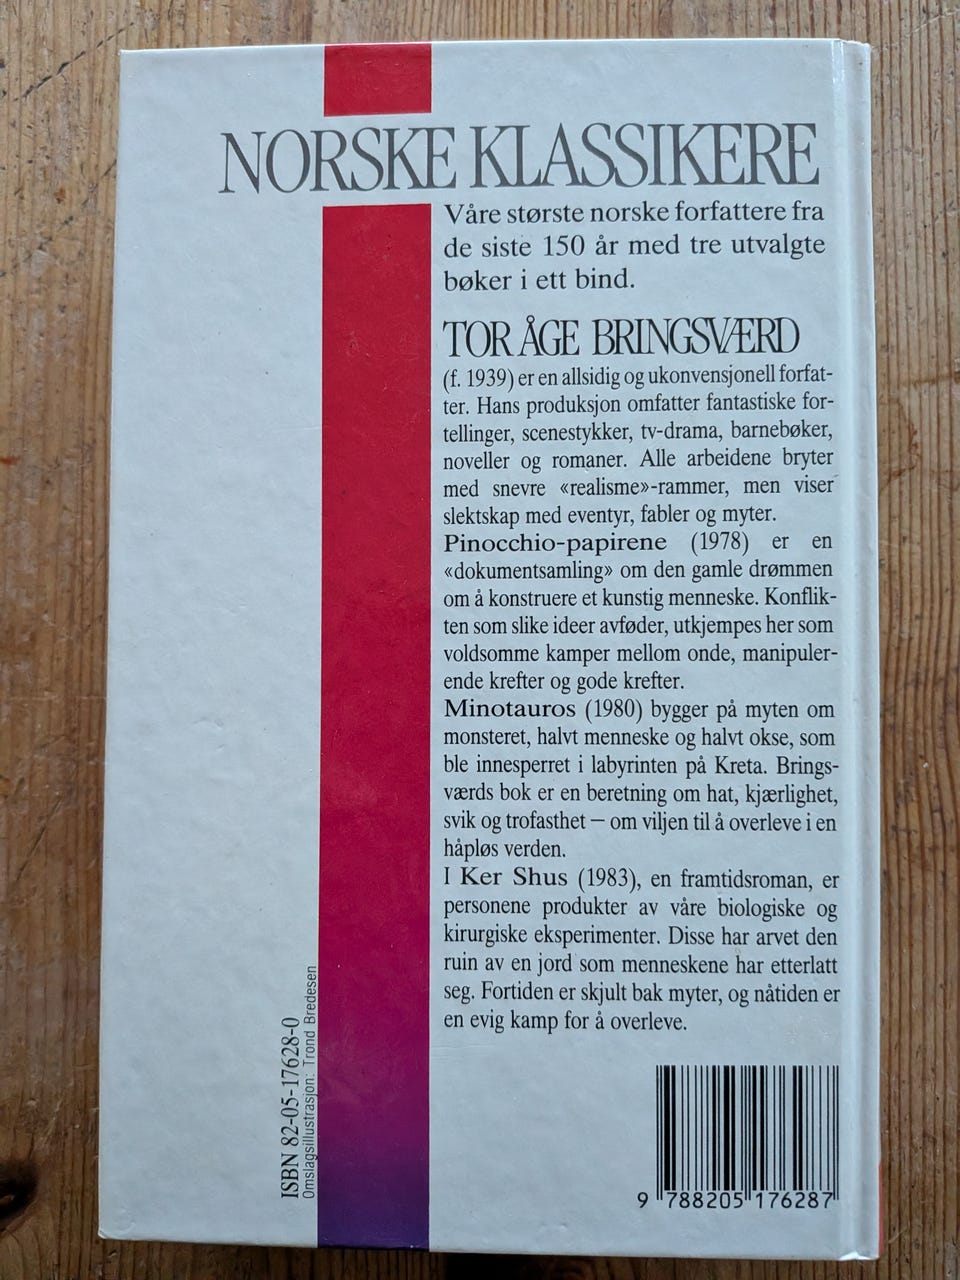 NORSKE KLASSIKERE
Våre største norske forfattere fra
de siste 150 år med tre utvalgte
bøker i ett bind.
TOR ÅGE BRINGSVÆRD
(f. 1939) er en allsidig og ukonvensjonell forfat-
ter. Hans produksjon omfatter fantastiske for-
tellinger, scenestykker, tv-drama, barnebøker,
noveller og romaner. Alle arbeidene bryter
med snevre «realisme»-rammer, men viser
slektskap med eventyr, fabler og myter.
Pinocchio-papirene (1978) er en
«dokumentsamling» om den gamle drømmen
om å konstruere et kunstig menneske. Konflik-
ten som slike ideer avføder, utkjempes her som
voldsomme kamper mellom onde, manipuler-
ende krefter og gode krefter.
Minotauros (1980) bygger på myten om
monsteret, halvt menneske og halvt okse, som
ble innesperret i labyrinten på Kreta. Brings-
værds bok er en beretning om hat, kjærlighet,
svik og trofasthet – om viljen til å overleve i en
håpløs verden.
I Ker Shus (1983), en framtidsroman, er
personene produkter av våre biologiske og
kirurgiske eksperimenter. Disse har arvet den
ruin av en jord som menneskene har etterlatt
seg. Fortiden er skjult bak myter, og nåtiden er
en evig kamp for å overleve.
ISBN 82-05-17628-0
Omslagsillustrasjon: Trond Bredesen
9 788205 176287